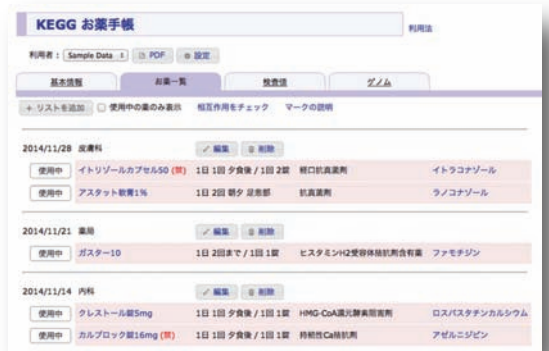 KEGG お薬手帳
利用法
利用者： Sample Data PDF 設定
基本情報 お薬一覧 検査値 ゲノム
+ リストを追加 使用中の薬のみ表示 相互作用をチェック マークの説明
2014/11/28 皮膚科 編集 削除
使用中 イトリゾールカプセル50 (禁) 1日 1回 夕食後 / 1回 2錠 経口抗真菌剤 イトラコナゾール
使用中 アスタット軟膏1% 1日 2回 朝夕 足患部 抗真菌剤 ラノコナゾール
2014/11/21 薬局 編集 削除
使用中 ガスター10 1日 2回まで / 1回 1錠 ヒスタミンH2受容体拮抗剤含有薬 ファモチジン
2014/11/14 内科 編集 削除
使用中 クレストール錠5mg 1日 1回 夕食後 / 1回 1錠 HMG-CoA還元酵素阻害剤 ロスバスタチンカルシウム
使用中 カルブロック錠16mg (禁) 1日 1回 夕食後 / 1回 1錠 持続性Ca拮抗剤 アゼルニジピン